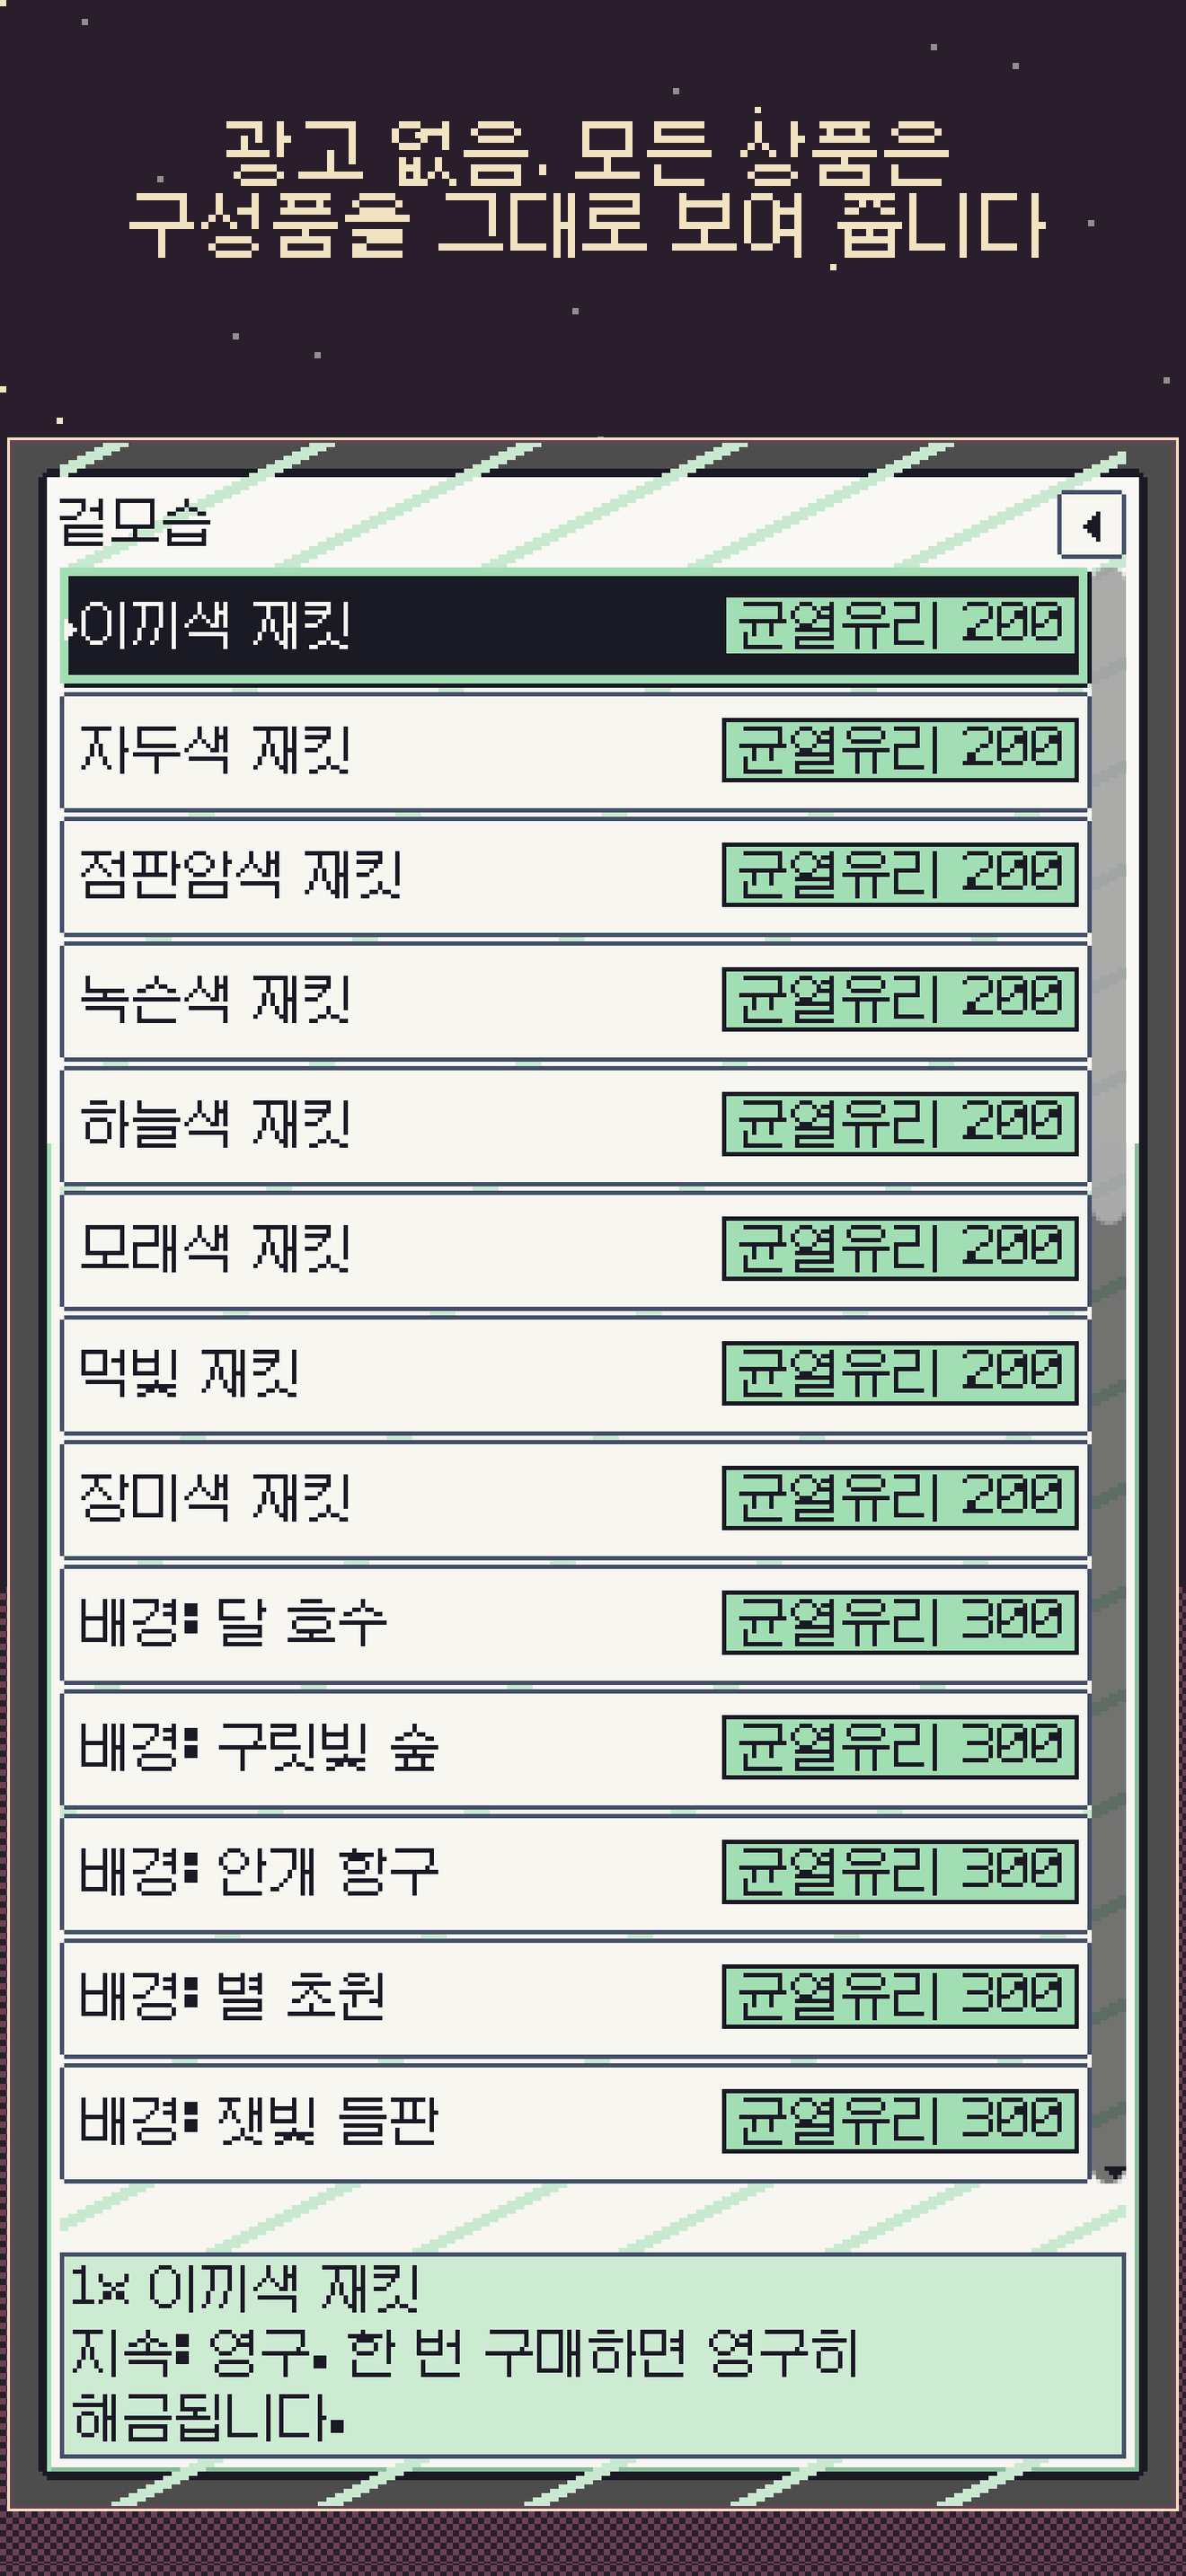 광고 없음. 모든 상품은
구성품을 그대로 보여 줍니다
겉모습
이끼색 재킷 균열유리 200
자두색 재킷 균열유리 200
점판암색 재킷 균열유리 200
녹슨색 재킷 균열유리 200
하늘색 재킷 균열유리 200
모래색 재킷 균열유리 200
먹빛 재킷 균열유리 200
장미색 재킷 균열유리 200
배경: 달 호수 균열유리 300
배경: 구릿빛 숲 균열유리 300
배경: 안개 항구 균열유리 300
배경: 별 초원 균열유리 300
배경: 잿빛 들판 균열유리 300
1x 이끼색 재킷
지속: 영구. 한 번 구매하면 영구히
해금됩니다.